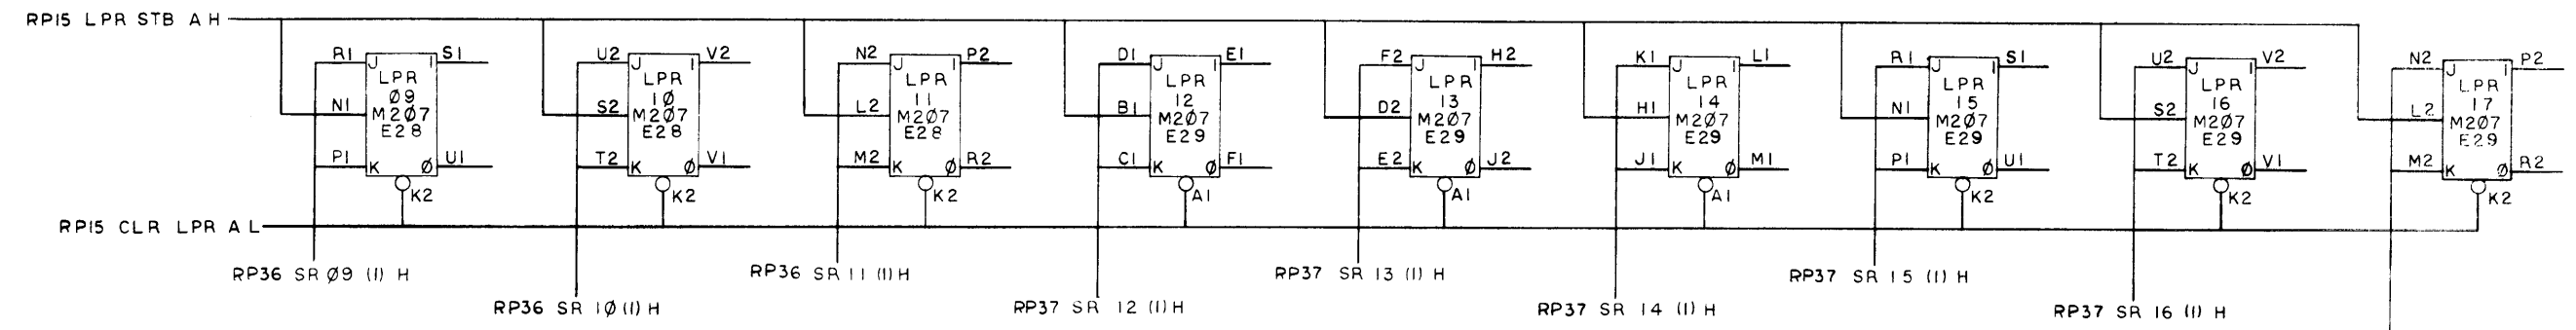 RP15 LPR STB A H
R1 J 1 S1 U2 J 1 V2 N2 J 1 P2 D1 J 1 E1 F2 J 1 H2 K1 J 1 L1 R1 J 1 S1 U2 J 1 V2 N2 J 1 P2
LPR LPR LPR LPR LPR LPR LPR LPR LPR
Ø9 1Ø 11 12 13 14 15 16 17
N1 M2Ø7 S2 M2Ø7 L2 M2Ø7 B1 M2Ø7 D2 M2Ø7 H1 M2Ø7 N1 M2Ø7 S2 M2Ø7 L2 M2Ø7
E28 E28 E28 E29 E29 E29 E29 E29 E29
P1 K Ø U1 T2 K Ø V1 M2 K Ø R2 C1 K Ø F1 E2 K Ø J2 J1 K Ø M1 P1 K Ø U1 T2 K Ø V1 M2 K Ø R2
K2 K2 K2 A1 A1 A1 K2 K2 K2
RP15 CLR LPR A L
RP36 SR Ø9 (1) H RP36 SR 11 (1) H RP37 SR 13 (1) H RP37 SR 15 (1) H
RP36 SR 1Ø (1) H RP37 SR 12 (1) H RP37 SR 14 (1) H RP37 SR 16 (1) H